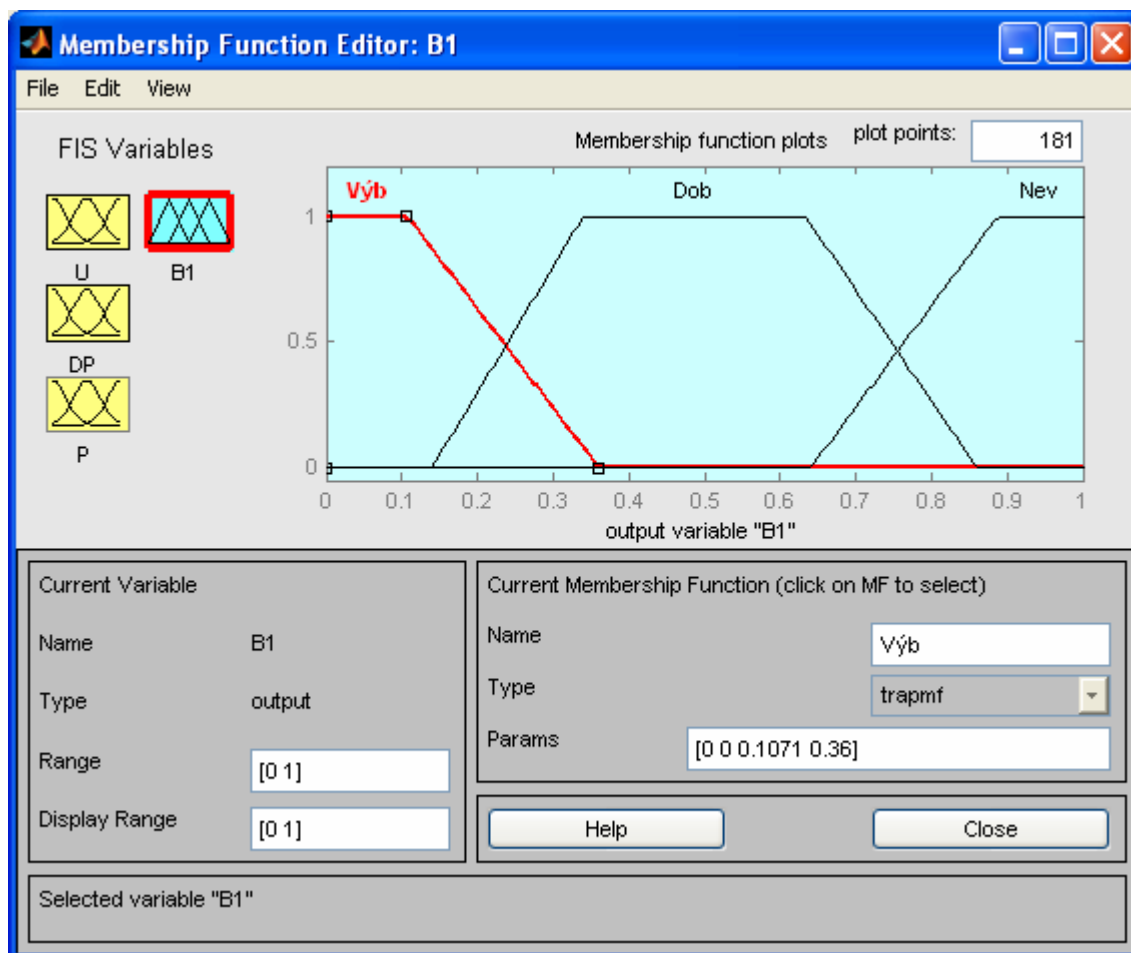 Membership Function Editor: B1
File Edit View
FIS Variables
Membership function plots plot points: 181
U B1
DP
P
Výb Dob Nev
1
0.5
0
0 0.1 0.2 0.3 0.4 0.5 0.6 0.7 0.8 0.9 1
output variable "B1"
Current Variable
Name B1
Type output
Range [0 1]
Display Range [0 1]
Current Membership Function (click on MF to select)
Name Výb
Type trapmf
Params [0 0 0.1071 0.36]
Help Close
Selected variable "B1"